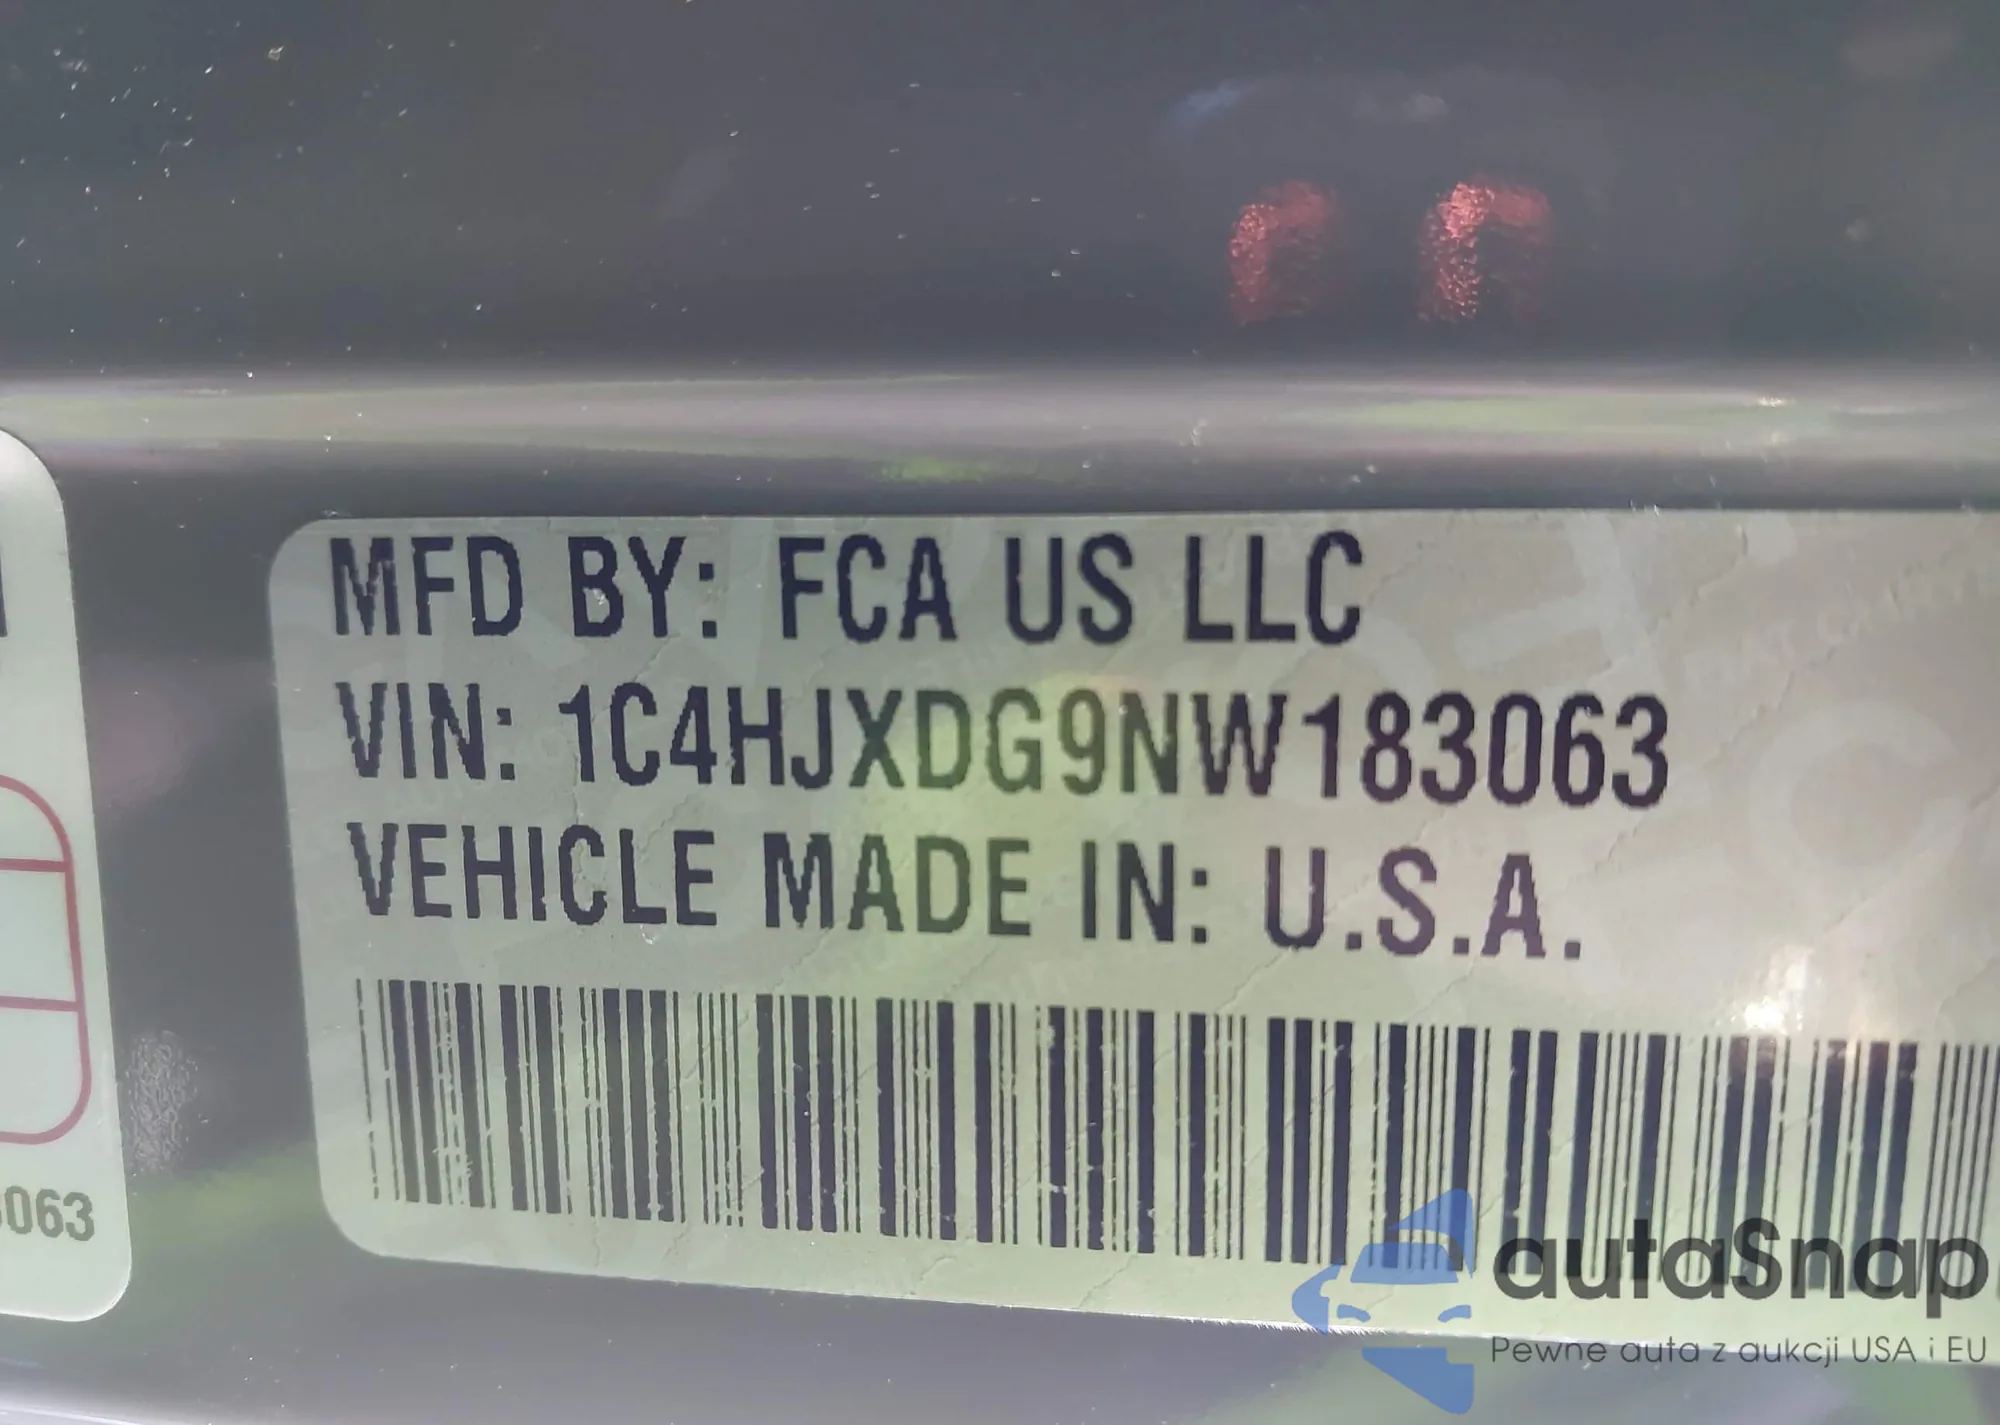 MFD BY: FCA US LLC
VIN: 1C4HJXDG9NW183063
VEHICLE MADE IN: U.S.A.
063
autaSnap
Pewne auta z aukcji USA i EU